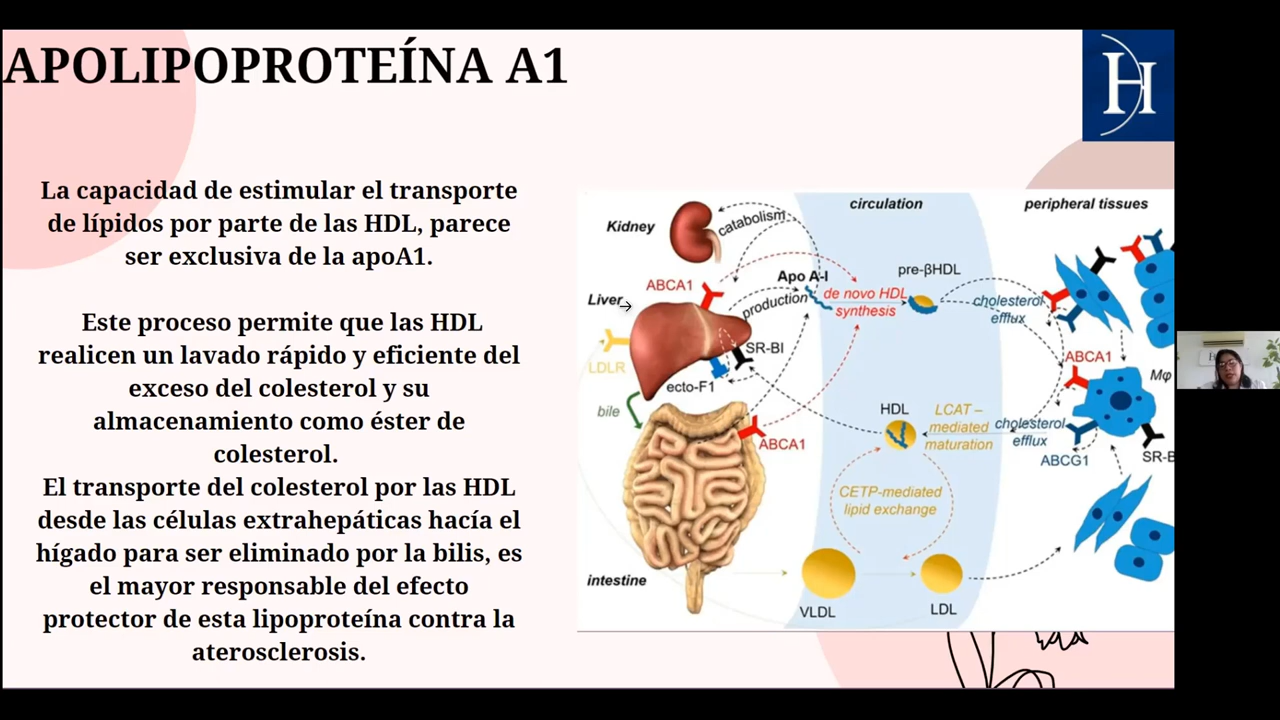 APOLIPOPROTEÍNA A1
H
La capacidad de estimular el transporte
de lípidos por parte de las HDL, parece
ser exclusiva de la apoA1.
Este proceso permite que las HDL
realicen un lavado rápido y eficiente del
exceso del colesterol y su
almacenamiento como éster de
colesterol.
El transporte del colesterol por las HDL
desde las células extrahepáticas hacía el
hígado para ser eliminado por la bilis, es
el mayor responsable del efecto
protector de esta lipoproteína contra la
aterosclerosis.
circulation
peripheral tissues
Kidney
catabolism
ABCA1
Apo A-I
pre-βHDL
Liver
production
de novo HDL
synthesis
cholesterol
efflux
LDLR
SR-BI
ecto-F1
ABCA1
Mφ
bile
HDL
LCAT –
mediated
maturation
cholesterol
efflux
ABCA1
ABCG1
SR-B
CETP-mediated
lipid exchange
intestine
VLDL
LDL